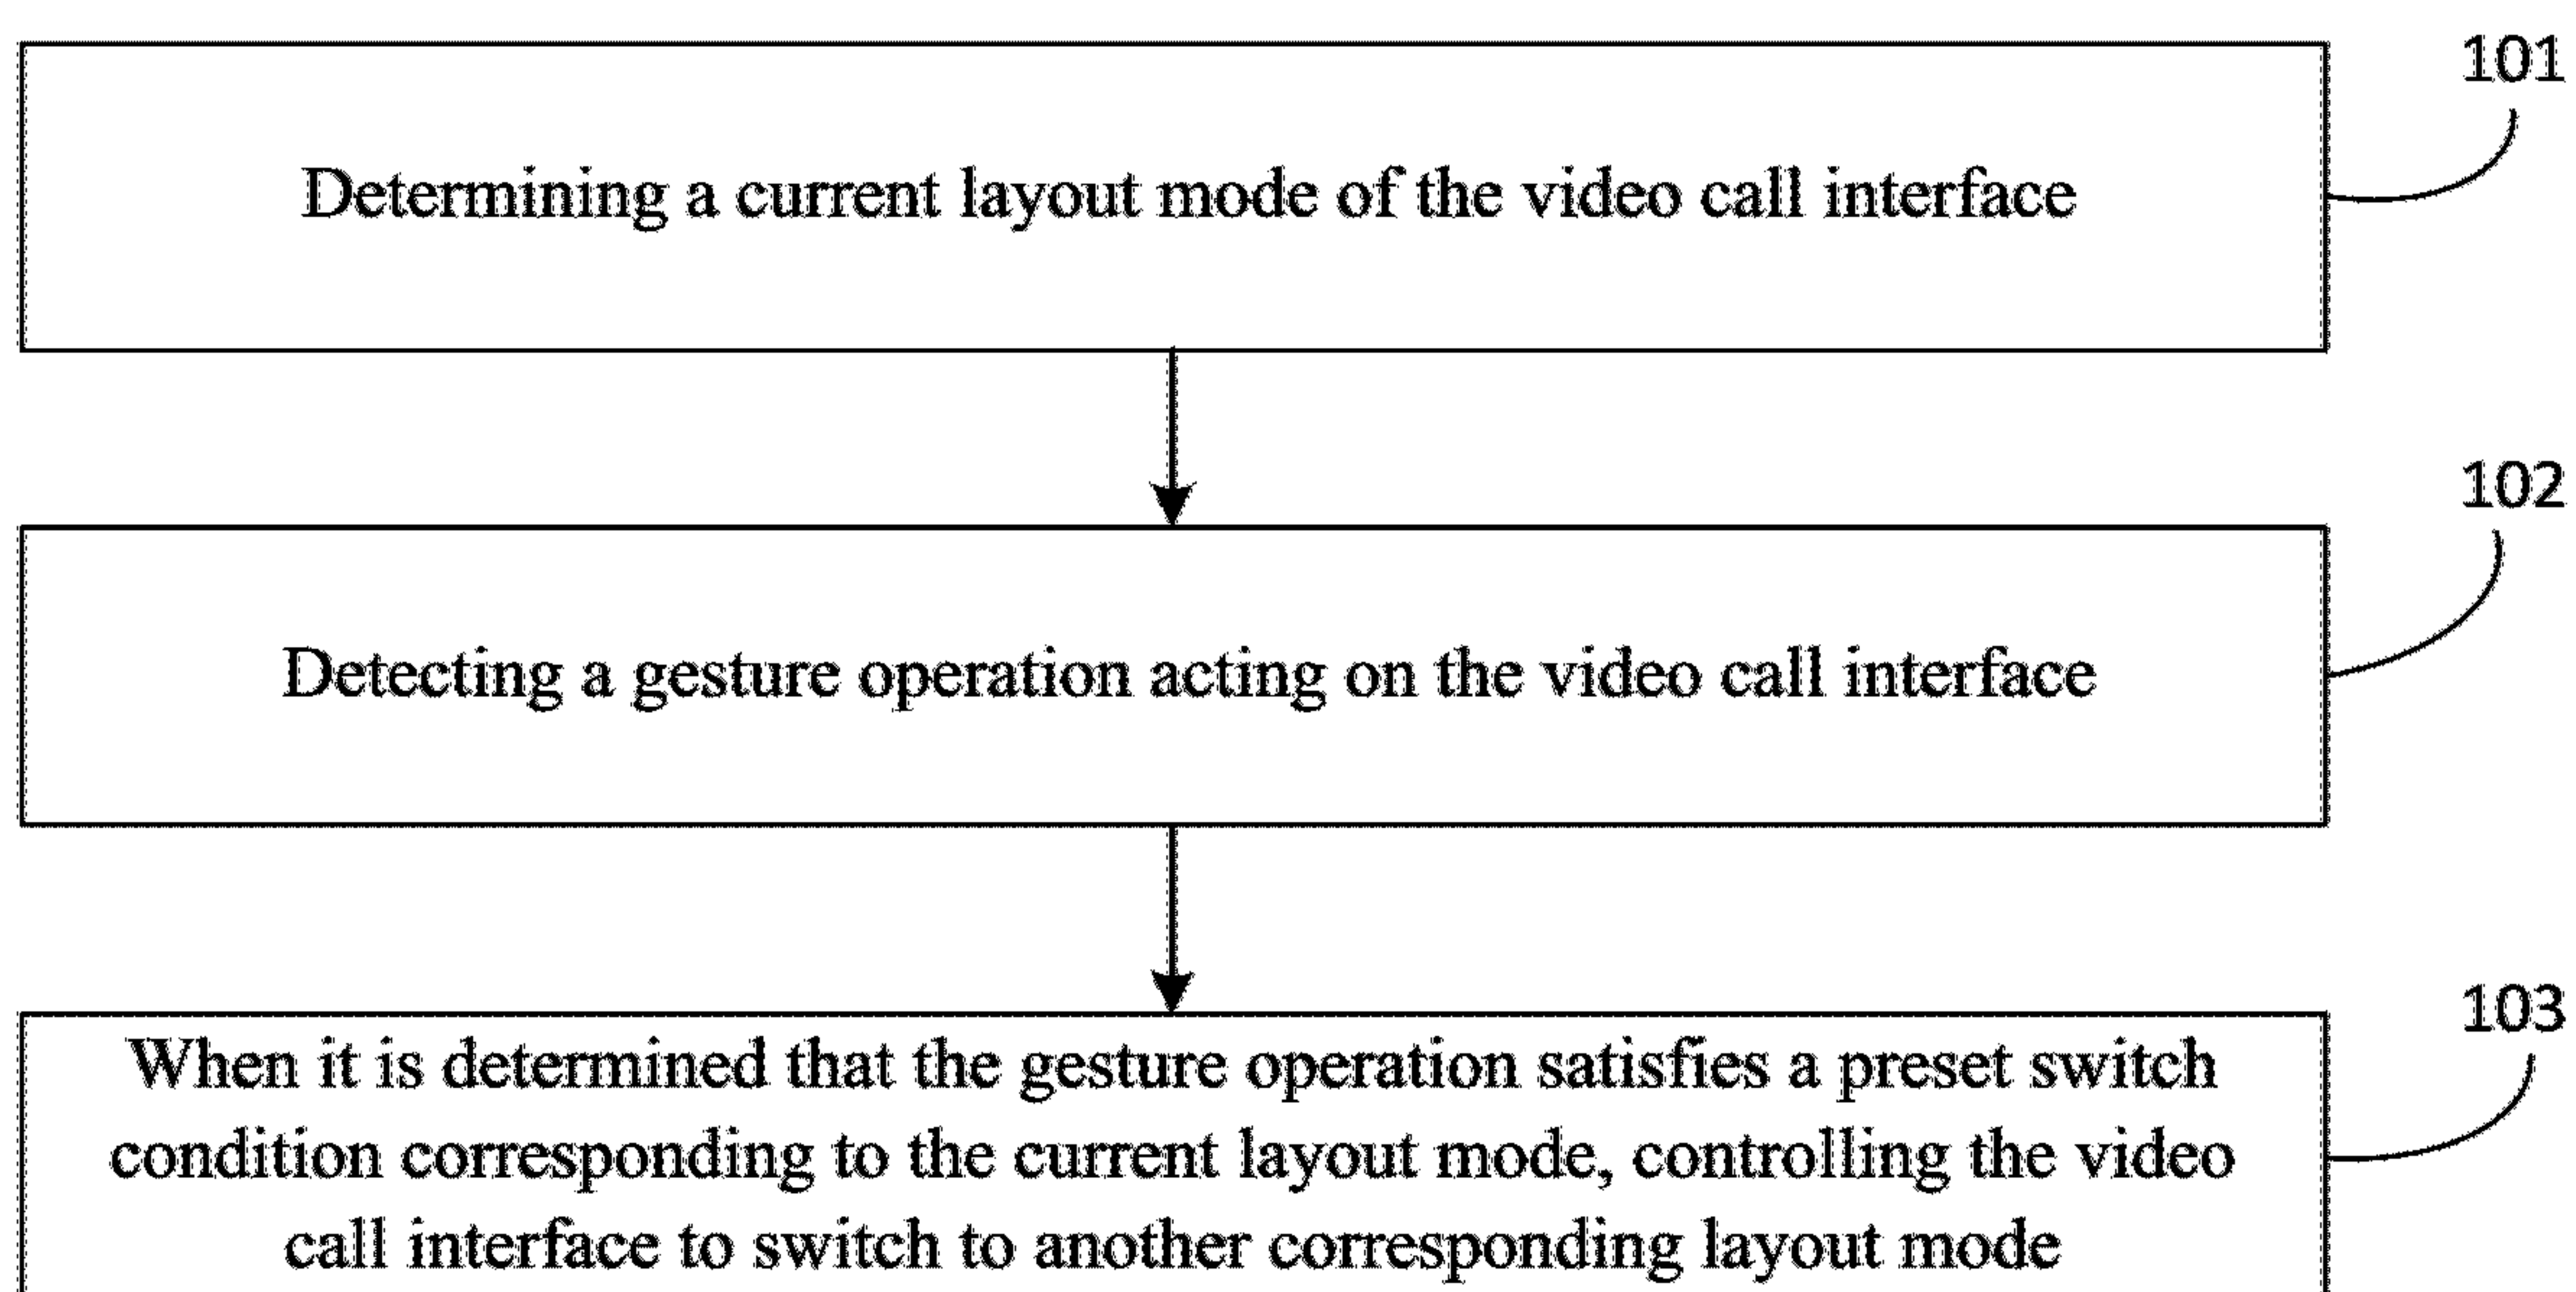 101
Determining a current layout mode of the video call interface
102
Detecting a gesture operation acting on the video call interface
103
When it is determined that the gesture operation satisfies a preset switch
condition corresponding to the current layout mode, controlling the video
call interface to switch to another corresponding layout mode